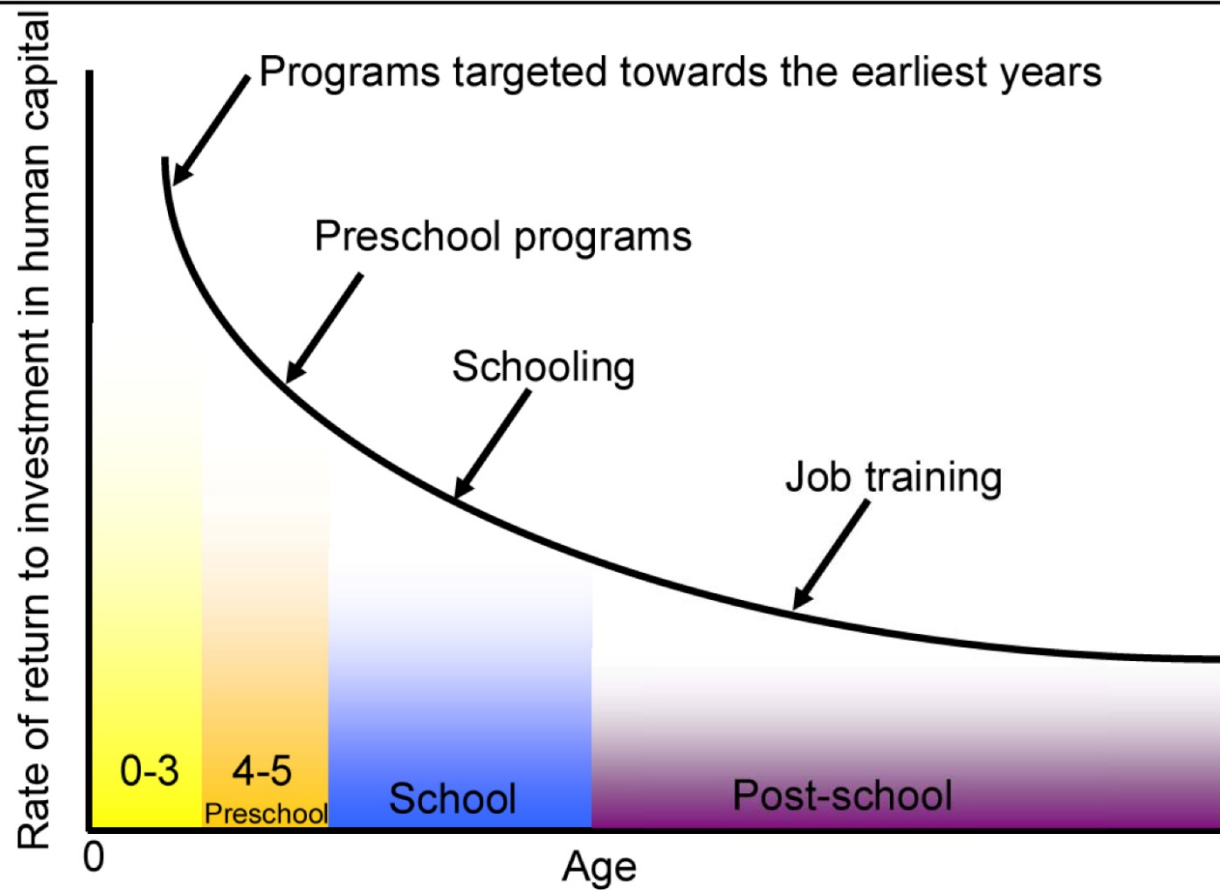 Rate of return to investment in human capital
Programs targeted towards the earliest years
Preschool programs
Schooling
Job training
0-3
4-5
Preschool
School
Post-school
0
Age